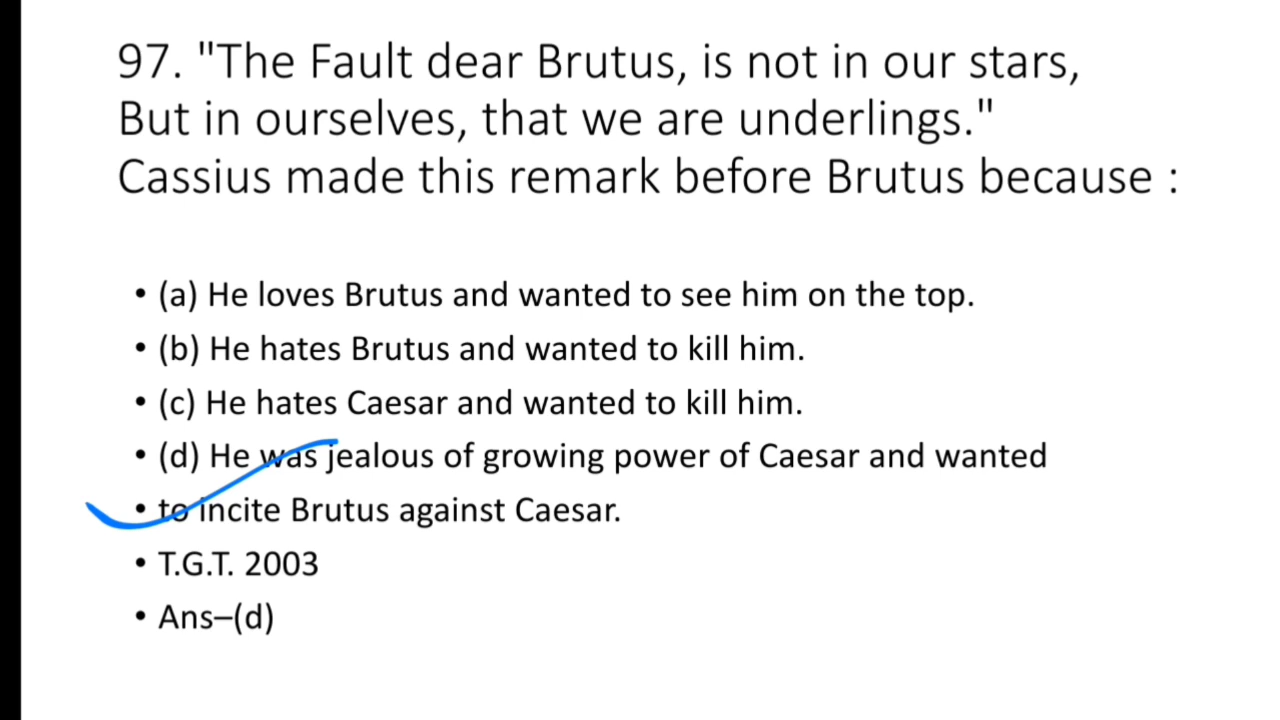 97. "The Fault dear Brutus, is not in our stars,
But in ourselves, that we are underlings."
Cassius made this remark before Brutus because :
• (a) He loves Brutus and wanted to see him on the top.
• (b) He hates Brutus and wanted to kill him.
• (c) He hates Caesar and wanted to kill him.
• (d) He was jealous of growing power of Caesar and wanted
• to incite Brutus against Caesar.
• T.G.T. 2003
• Ans–(d)